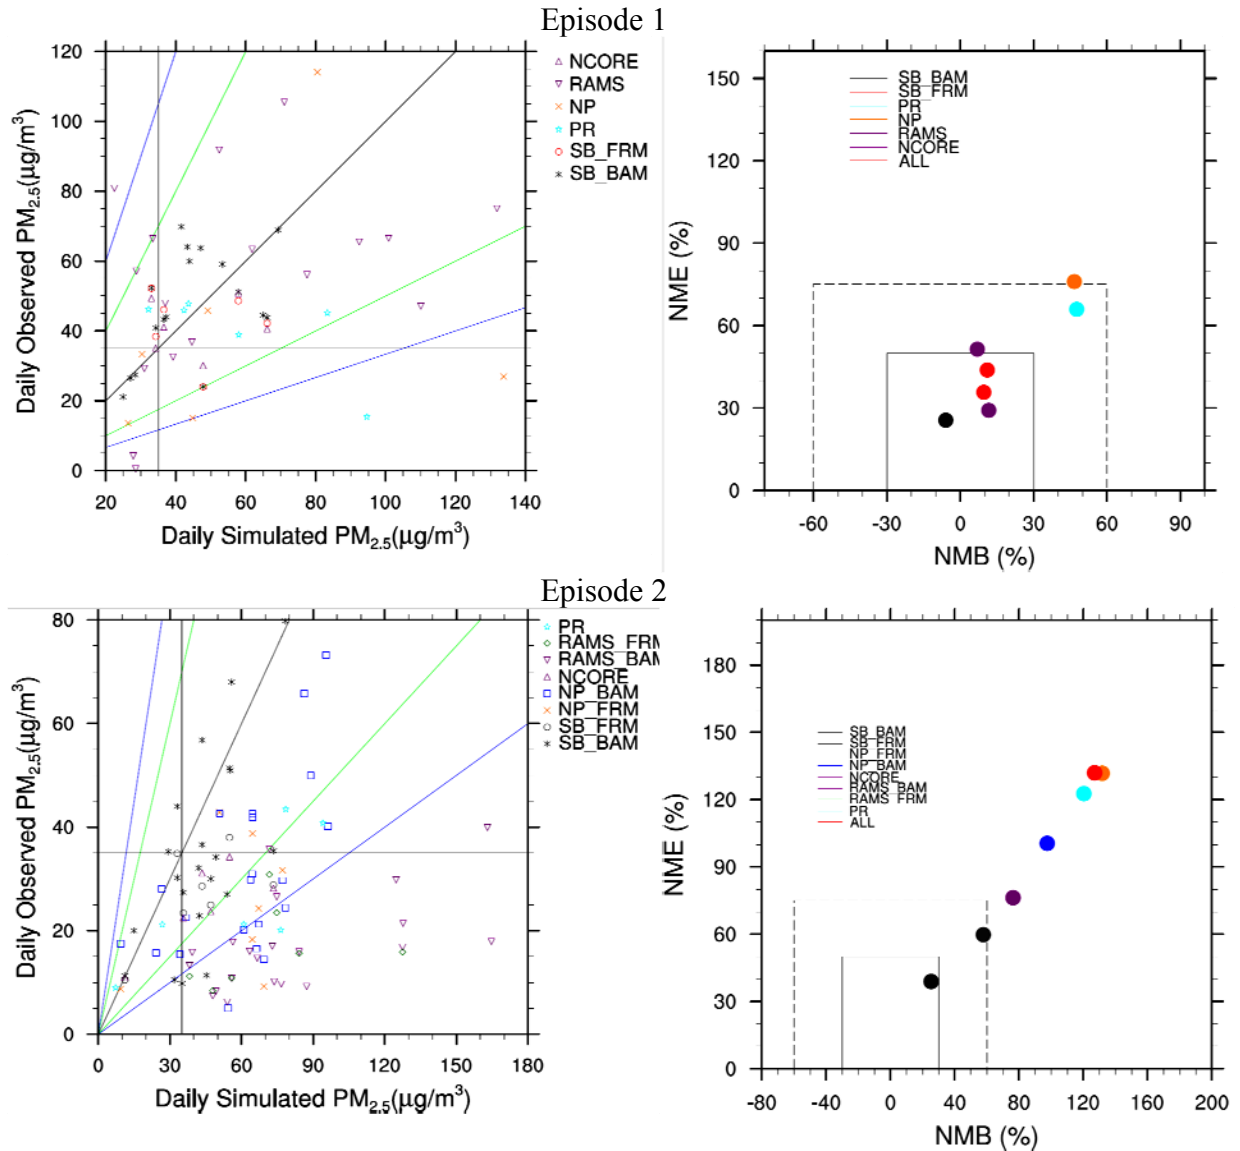 Episode 1
120
100
80
60
40
20
0
20 40 60 80 100 120 140
Daily Observed PM2.5(μg/m³)
Daily Simulated PM2.5(μg/m³)
NCORE
RAMS
NP
PR
SB_FRM
SB_BAM
150
120
90
60
30
0
-60 -30 0 30 60 90
NME (%)
NMB (%)
SB_BAM
SB_FRM
PR
NP
RAMS
NCORE
ALL
Episode 2
80
60
40
20
0
0 30 60 90 120 150 180
Daily Observed PM2.5(μg/m³)
Daily Simulated PM2.5(μg/m³)
PR
RAMS_FRM
RAMS_BAM
NCORE
NP_BAM
NP_FRM
SB_FRM
SB_BAM
180
150
120
90
60
30
0
-80 -40 0 40 80 120 160 200
NME (%)
NMB (%)
SB_BAM
SB_FRM
NP_FRM
NP_BAM
NCORE
RAMS_BAM
RAMS_FRM
PR
ALL